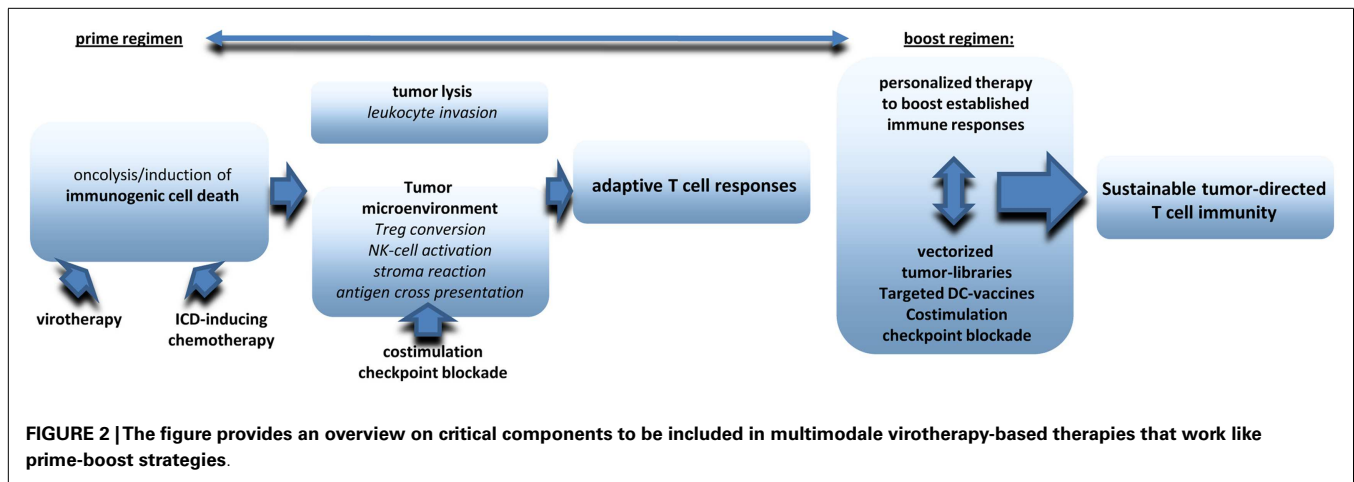 prime regimen
boost regimen:
tumor lysis
leukocyte invasion
oncolysis/induction of
immunogenic cell death
virotherapy
ICD-inducing
chemotherapy
Tumor
microenvironment
Treg conversion
NK-cell activation
stroma reaction
antigen cross presentation
costimulation
checkpoint blockade
adaptive T cell responses
personalized therapy
to boost established
immune responses
vectorized
tumor-libraries
Targeted DC-vaccines
Costimulation
checkpoint blockade
Sustainable tumor-directed
T cell immunity
FIGURE 2 | The figure provides an overview on critical components to be included in multimodale virotherapy-based therapies that work like
prime-boost strategies.